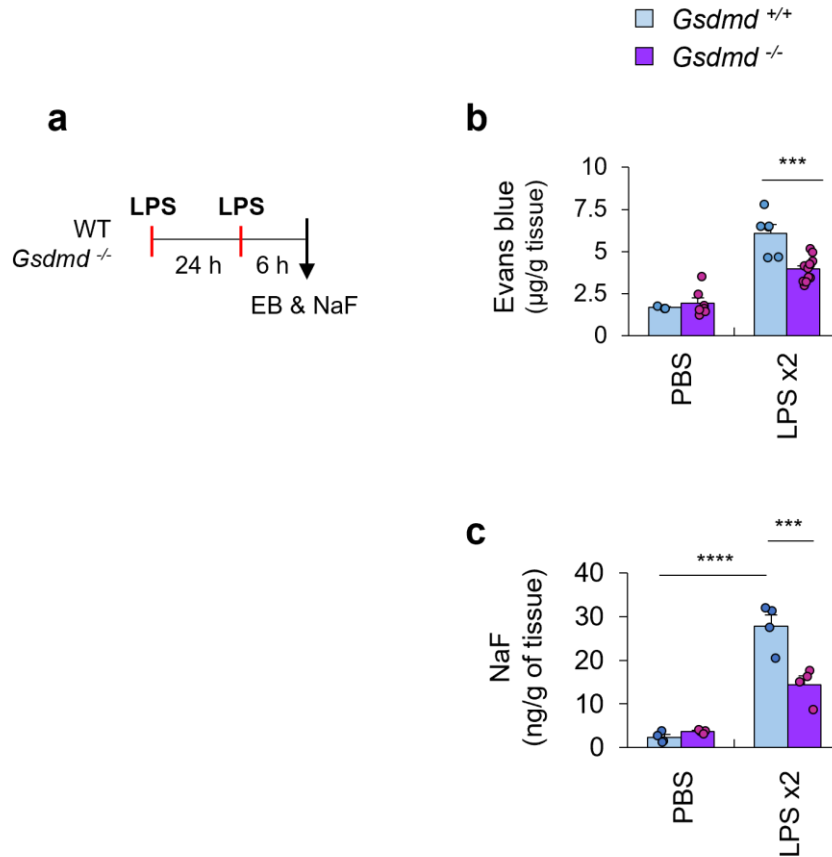 Gsdmd +/+
Gsdmd -/-
a
WT
Gsdmd -/-
LPS
LPS
24 h
6 h
EB & NaF
b
Evans blue
(µg/g tissue)
10
7.5
5
2.5
0
***
PBS
LPS x2
c
NaF
(ng/g of tissue)
40
30
20
10
0
****
***
PBS
LPS x2